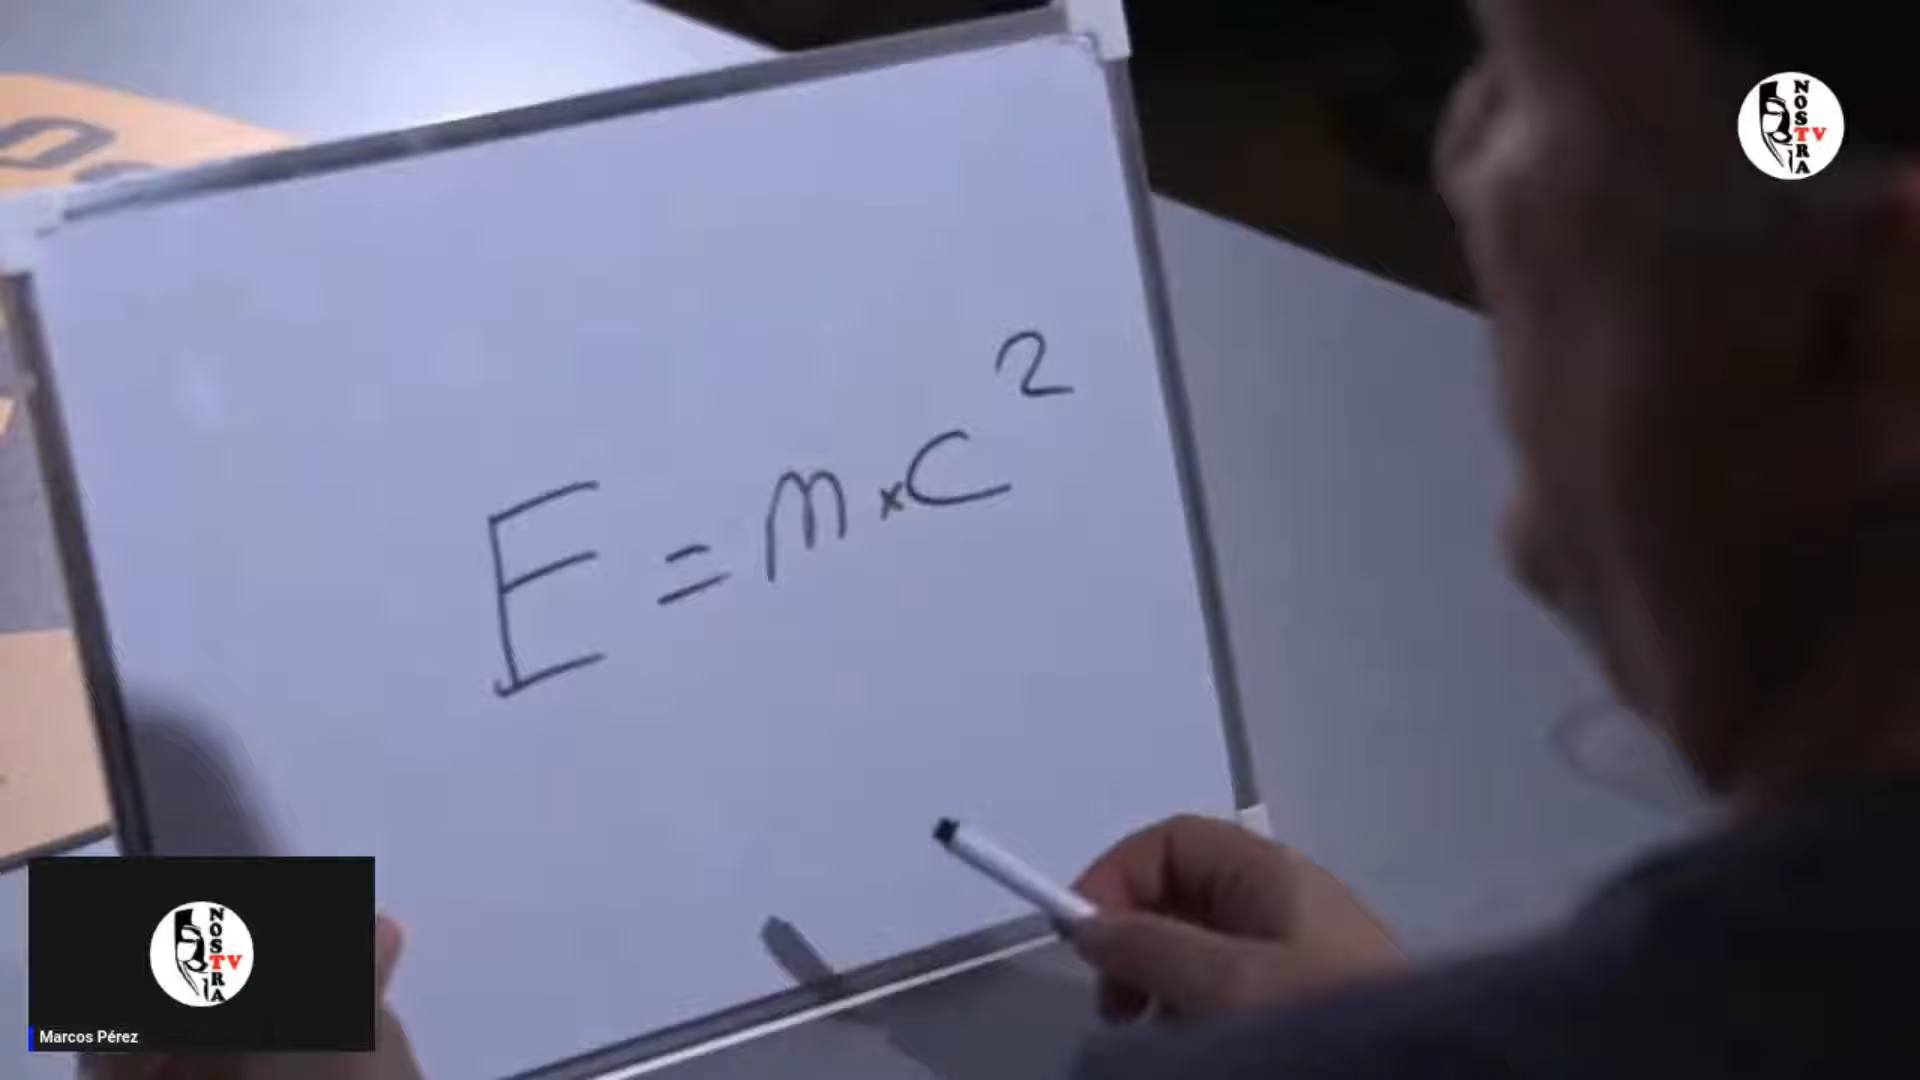 NOSTRA TV
E = m×c²
NOSTRA TV
Marcos Pérez